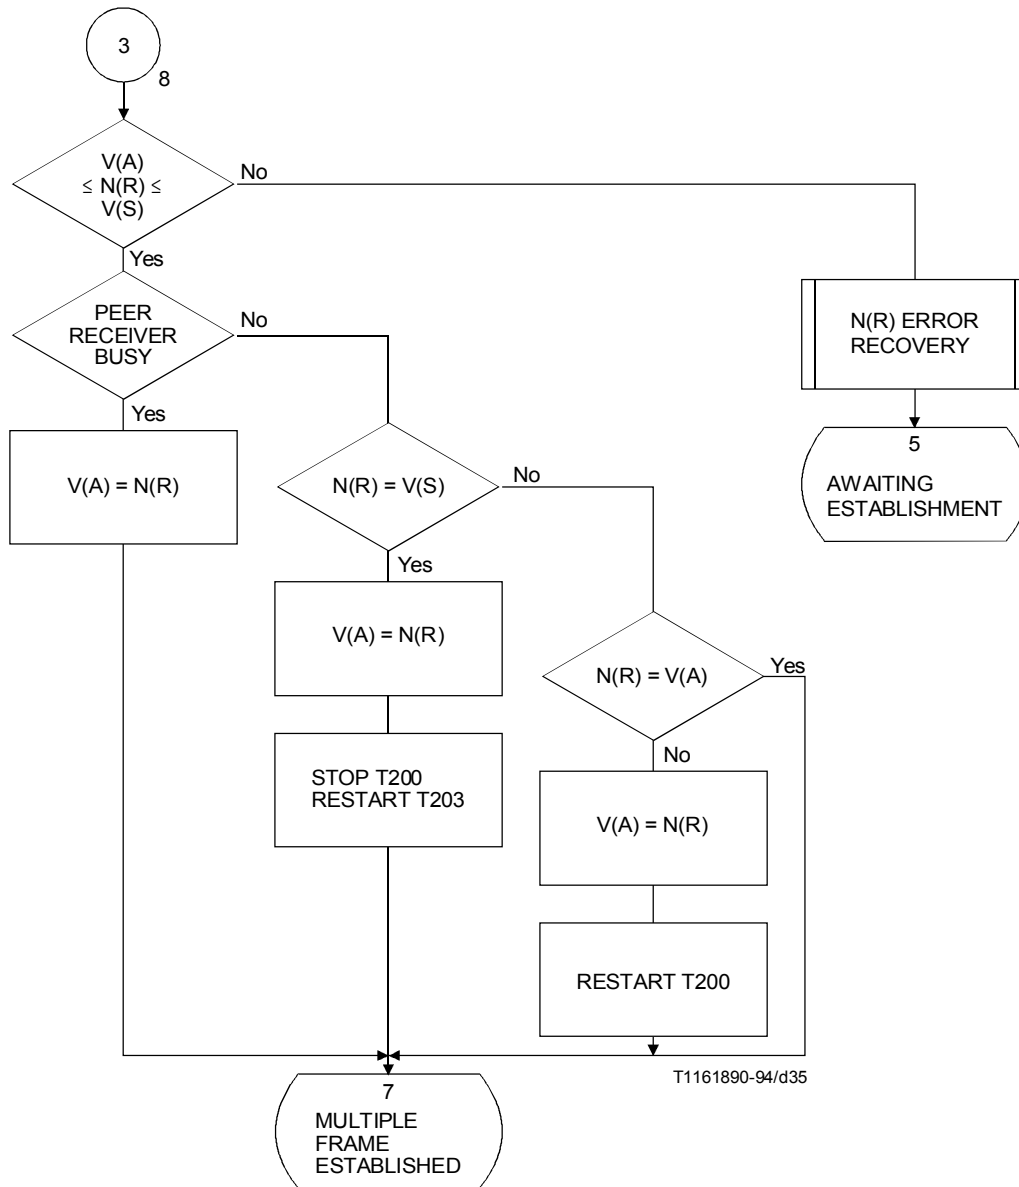 3
8
V(A)
≤ N(R) ≤
V(S)
No
Yes
PEER
RECEIVER
BUSY
No
Yes
N(R) ERROR
RECOVERY
5
AWAITING
ESTABLISHMENT
V(A) = N(R)
N(R) = V(S)
No
Yes
V(A) = N(R)
N(R) = V(A)
Yes
No
STOP T200
RESTART T203
V(A) = N(R)
RESTART T200
T1161890-94/d35
7
MULTIPLE
FRAME
ESTABLISHED